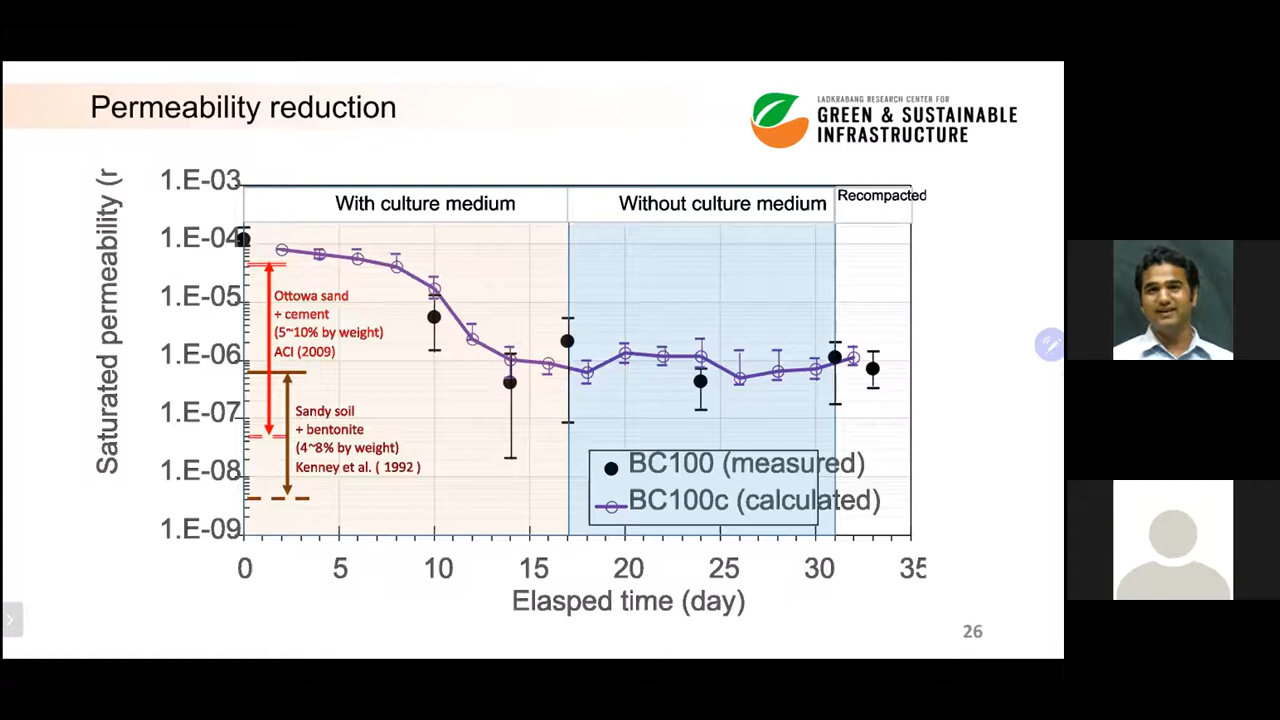 Permeability reduction
LADKRABANG RESEARCH CENTER FOR
GREEN & SUSTAINABLE
INFRASTRUCTURE
Saturated permeability (r
1.E-03
1.E-04
1.E-05
1.E-06
1.E-07
1.E-08
1.E-09
With culture medium
Without culture medium
Recompacted
Ottowa sand
+ cement
(5~10% by weight)
ACI (2009)
Sandy soil
+ bentonite
(4~8% by weight)
Kenney et al. ( 1992 )
BC100 (measured)
BC100c (calculated)
0 5 10 15 20 25 30 35
Elasped time (day)
26